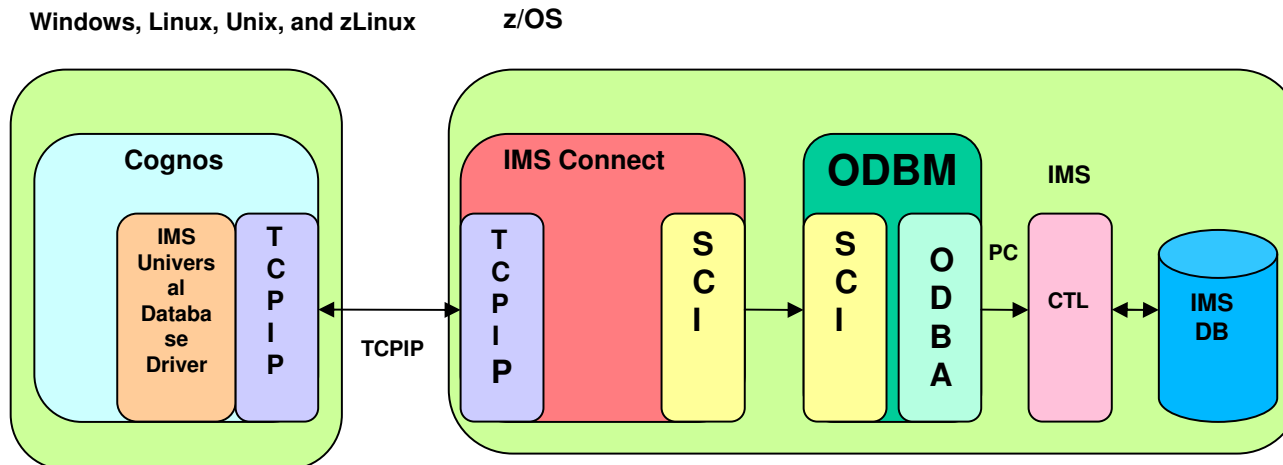 Windows, Linux, Unix, and zLinux
z/OS
Cognos
IMS
Univers
al
Databa
se
Driver
T
C
P
I
P
TCPIP
IMS Connect
T
C
P
I
P
S
C
I
ODBM
S
C
I
O
D
B
A
PC
IMS
CTL
IMS
DB